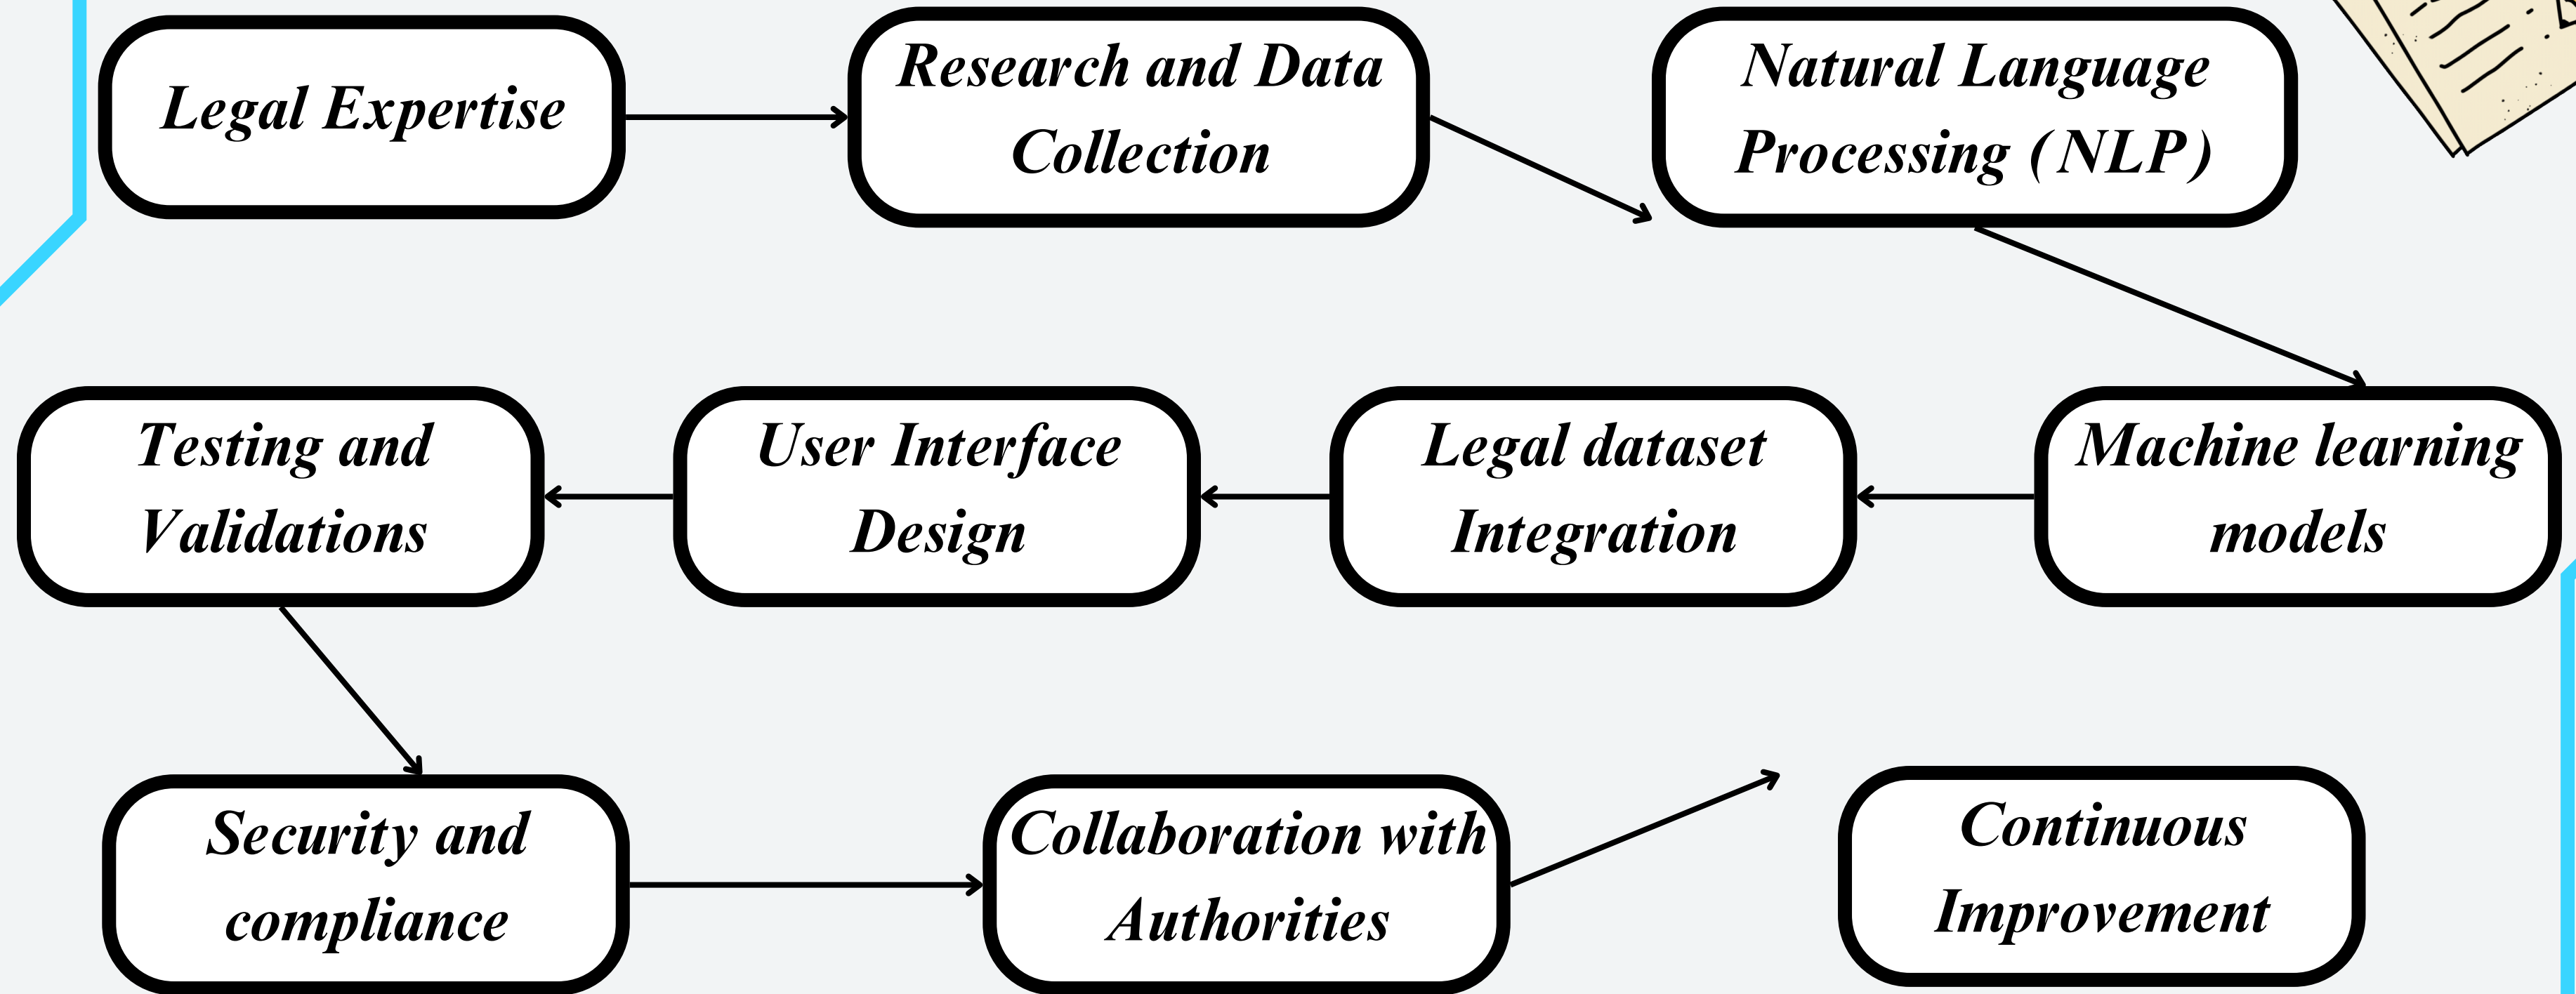 Legal Expertise
Research and Data
Collection
Natural Language
Processing (NLP)
Machine learning
models
Legal dataset
Integration
User Interface
Design
Testing and
Validations
Security and
compliance
Collaboration with
Authorities
Continuous
Improvement